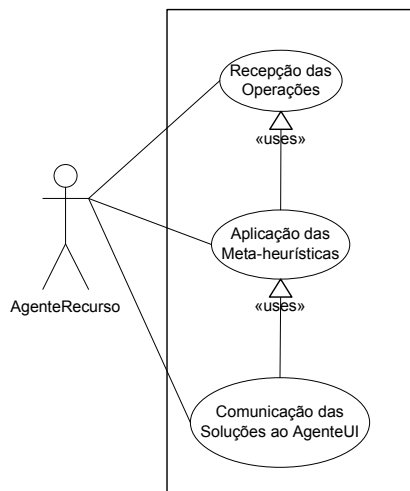 Recepção das
Operações
«uses»
Aplicação das
Meta-heurísticas
«uses»
AgenteRecurso
Comunicação das
Soluções ao AgenteUI